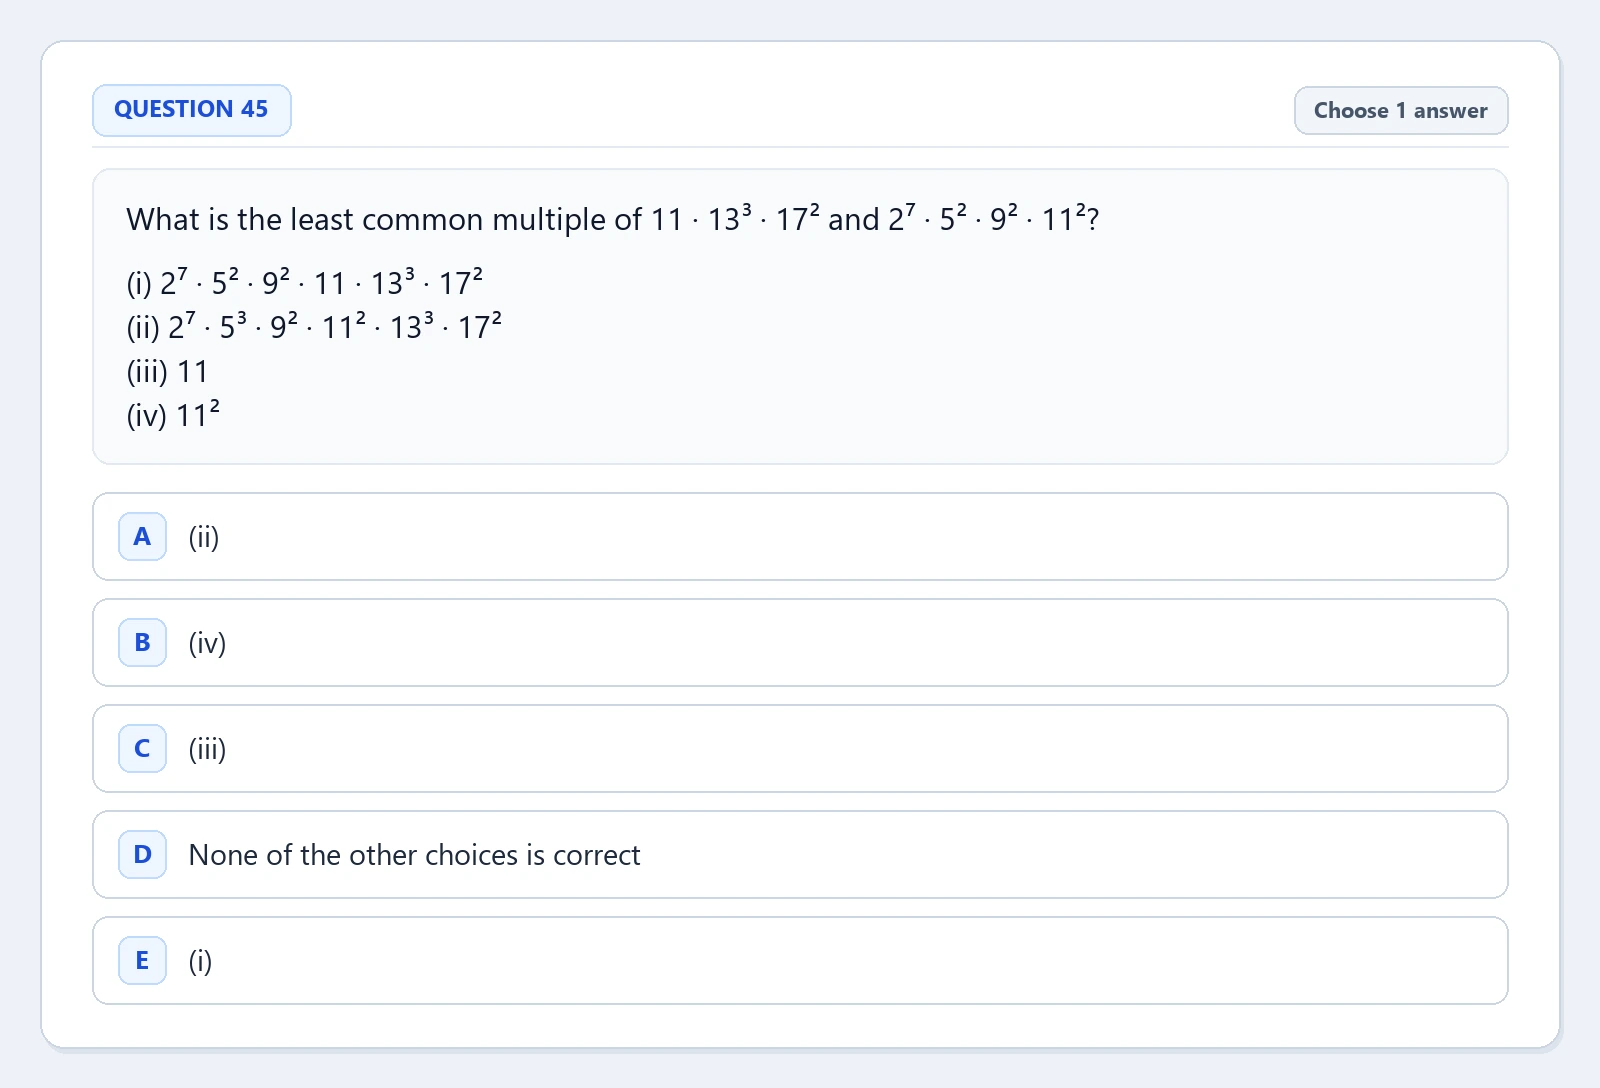 QUESTION 45
Choose 1 answer
What is the least common multiple of 11 · 13³ · 17² and 2⁷ · 5² · 9² · 11²?
(i) 2⁷ · 5² · 9² · 11 · 13³ · 17²
(ii) 2⁷ · 5³ · 9² · 11² · 13³ · 17²
(iii) 11
(iv) 11²
A (ii)
B (iv)
C (iii)
D None of the other choices is correct
E (i)